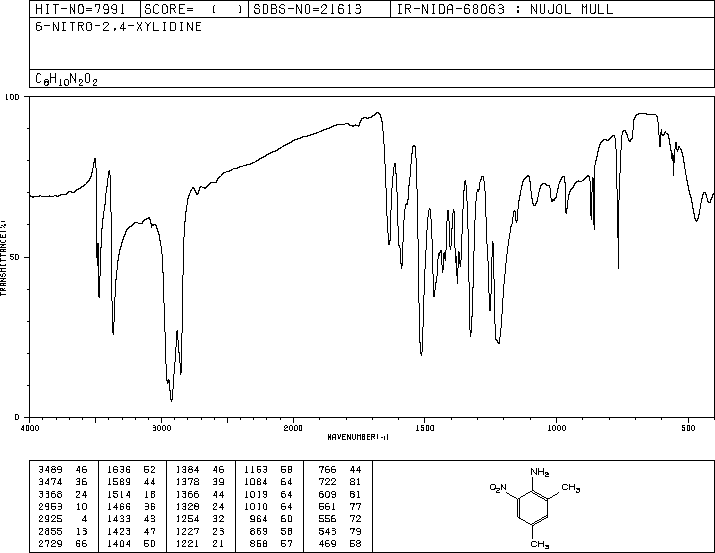 HIT-NO=7991 SCORE= ( ) SDBS-NO=21613 IR-NIDA-68063 : NUJOL MULL
6-NITRO-2,4-XYLIDINE
C8H10N2O2
100
50
0
TRANSMITTANCE(%)
4000 3000 2000 1500 1000 500
WAVENUMBER(-1)
3489 46 1636 52 1384 46 1153 58 766 44
3474 36 1589 44 1378 39 1084 64 722 81
3368 24 1514 18 1366 44 1019 64 609 81
2953 10 1466 36 1328 24 1010 64 561 77
2925 4 1433 43 1254 32 964 60 556 72
2855 13 1423 47 1227 23 869 58 543 79
2729 66 1404 50 1221 21 858 57 469 58
NH2
O2N
CH3
CH3